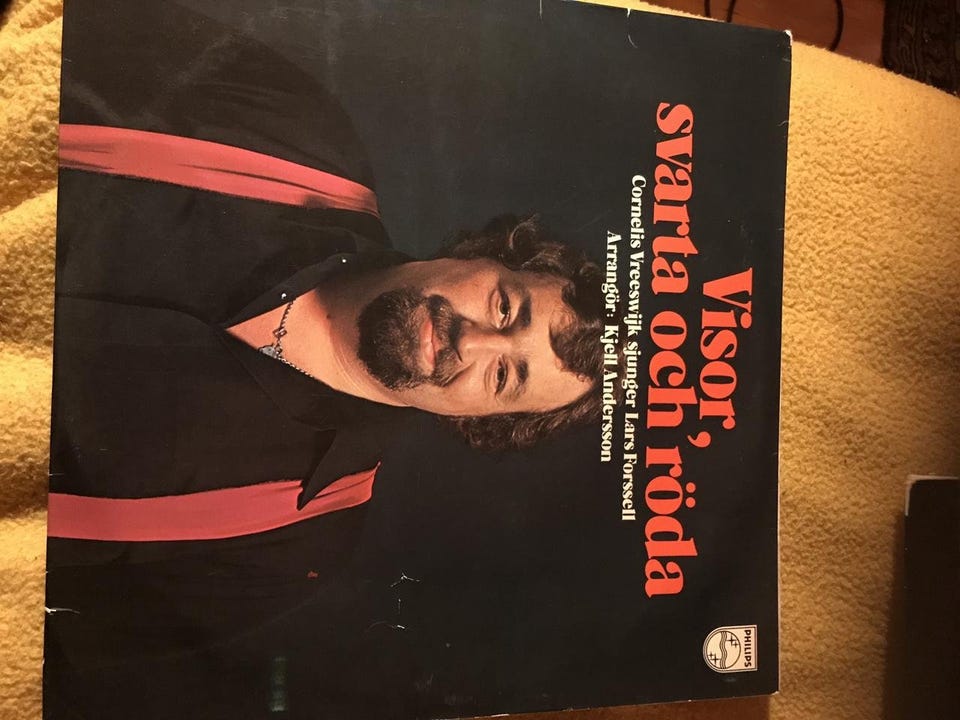 Visor,
svarta och röda
Cornelis Vreeswijk sjunger Lars Forssell
Arrangör: Kjell Andersson
PHILIPS